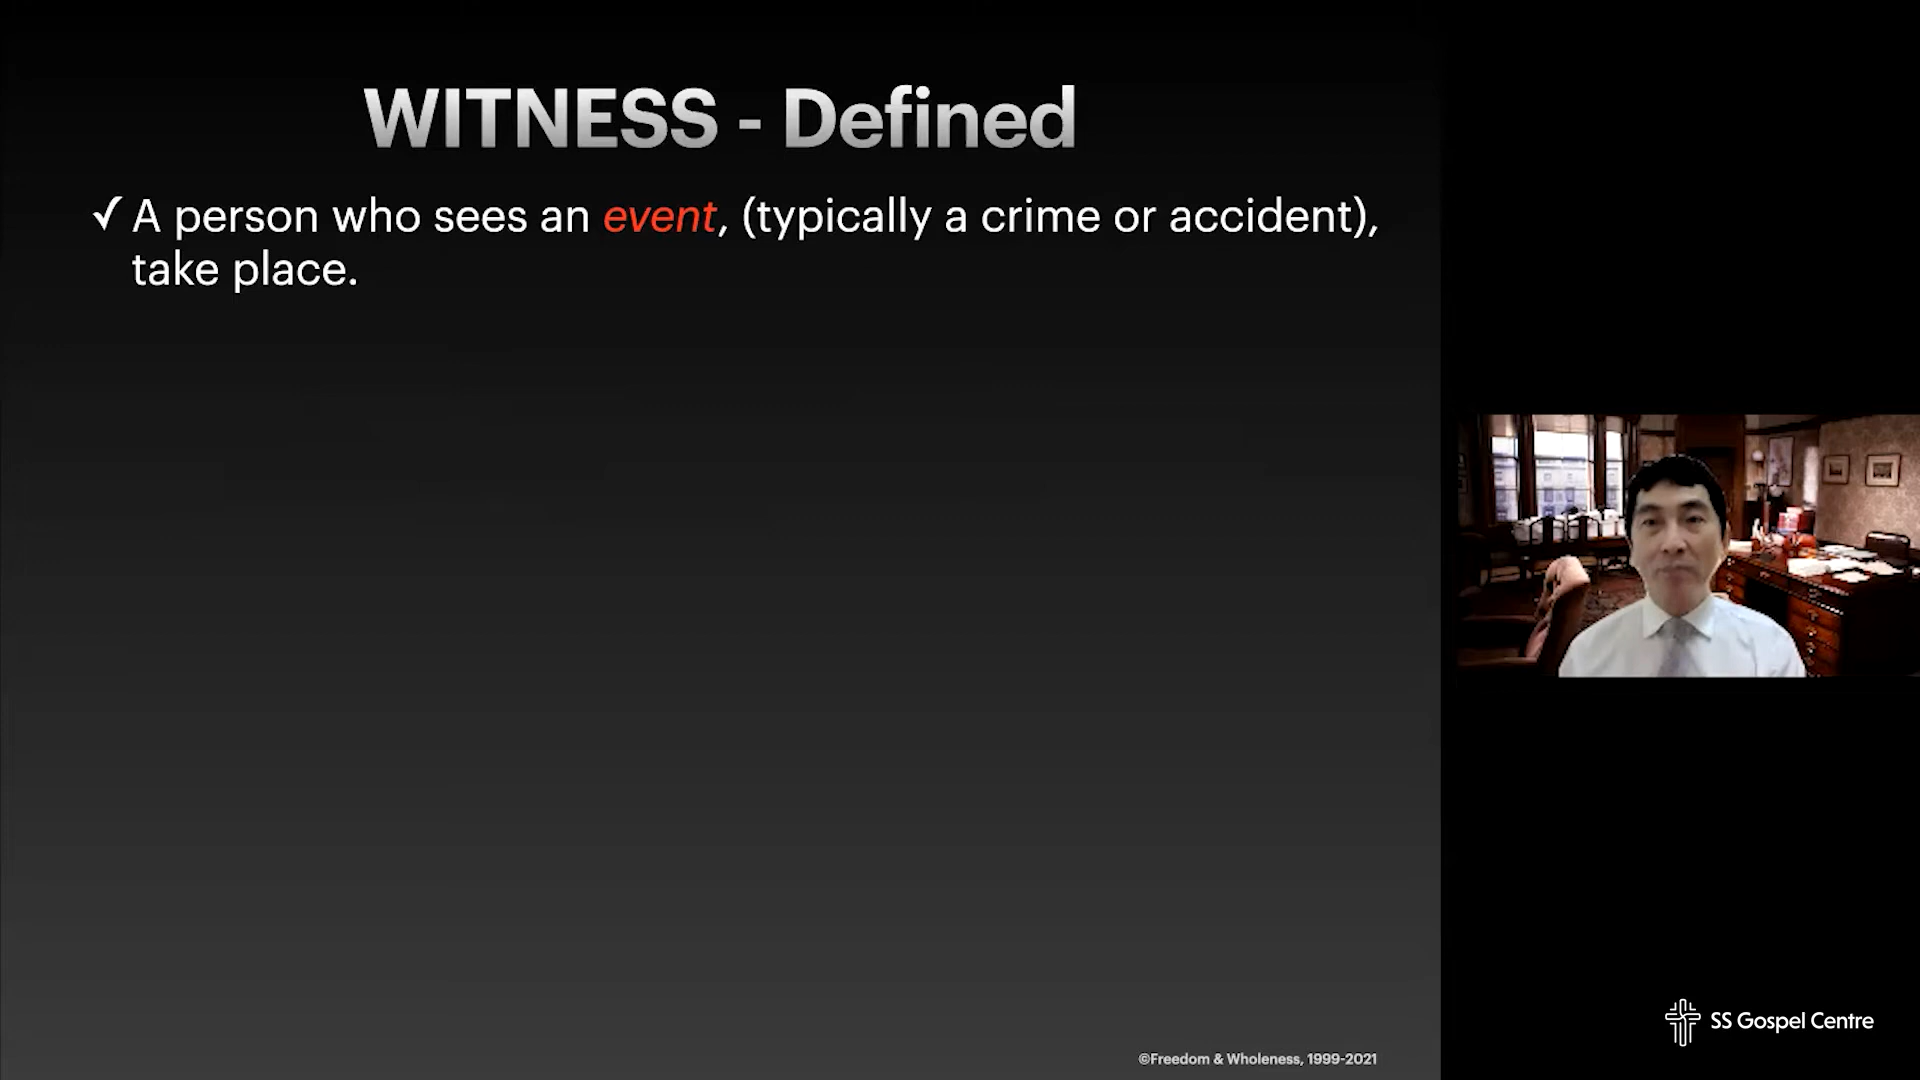 WITNESS - Defined
✓ A person who sees an event, (typically a crime or accident),
take place.
SS Gospel Centre
©Freedom & Wholeness, 1999-2021